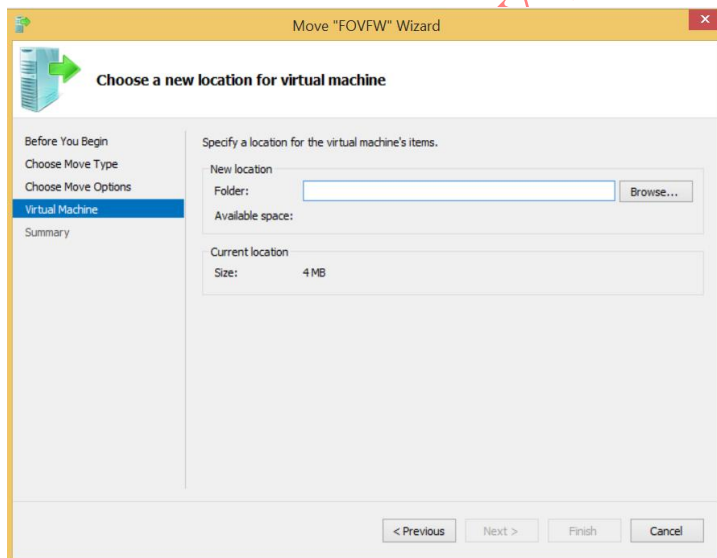 Move "FOVFW" Wizard
Choose a new location for virtual machine
Before You Begin
Choose Move Type
Choose Move Options
Virtual Machine
Summary
Specify a location for the virtual machine's items.
New location
Folder:
Browse...
Available space:
Current location
Size: 4 MB
< Previous Next > Finish Cancel